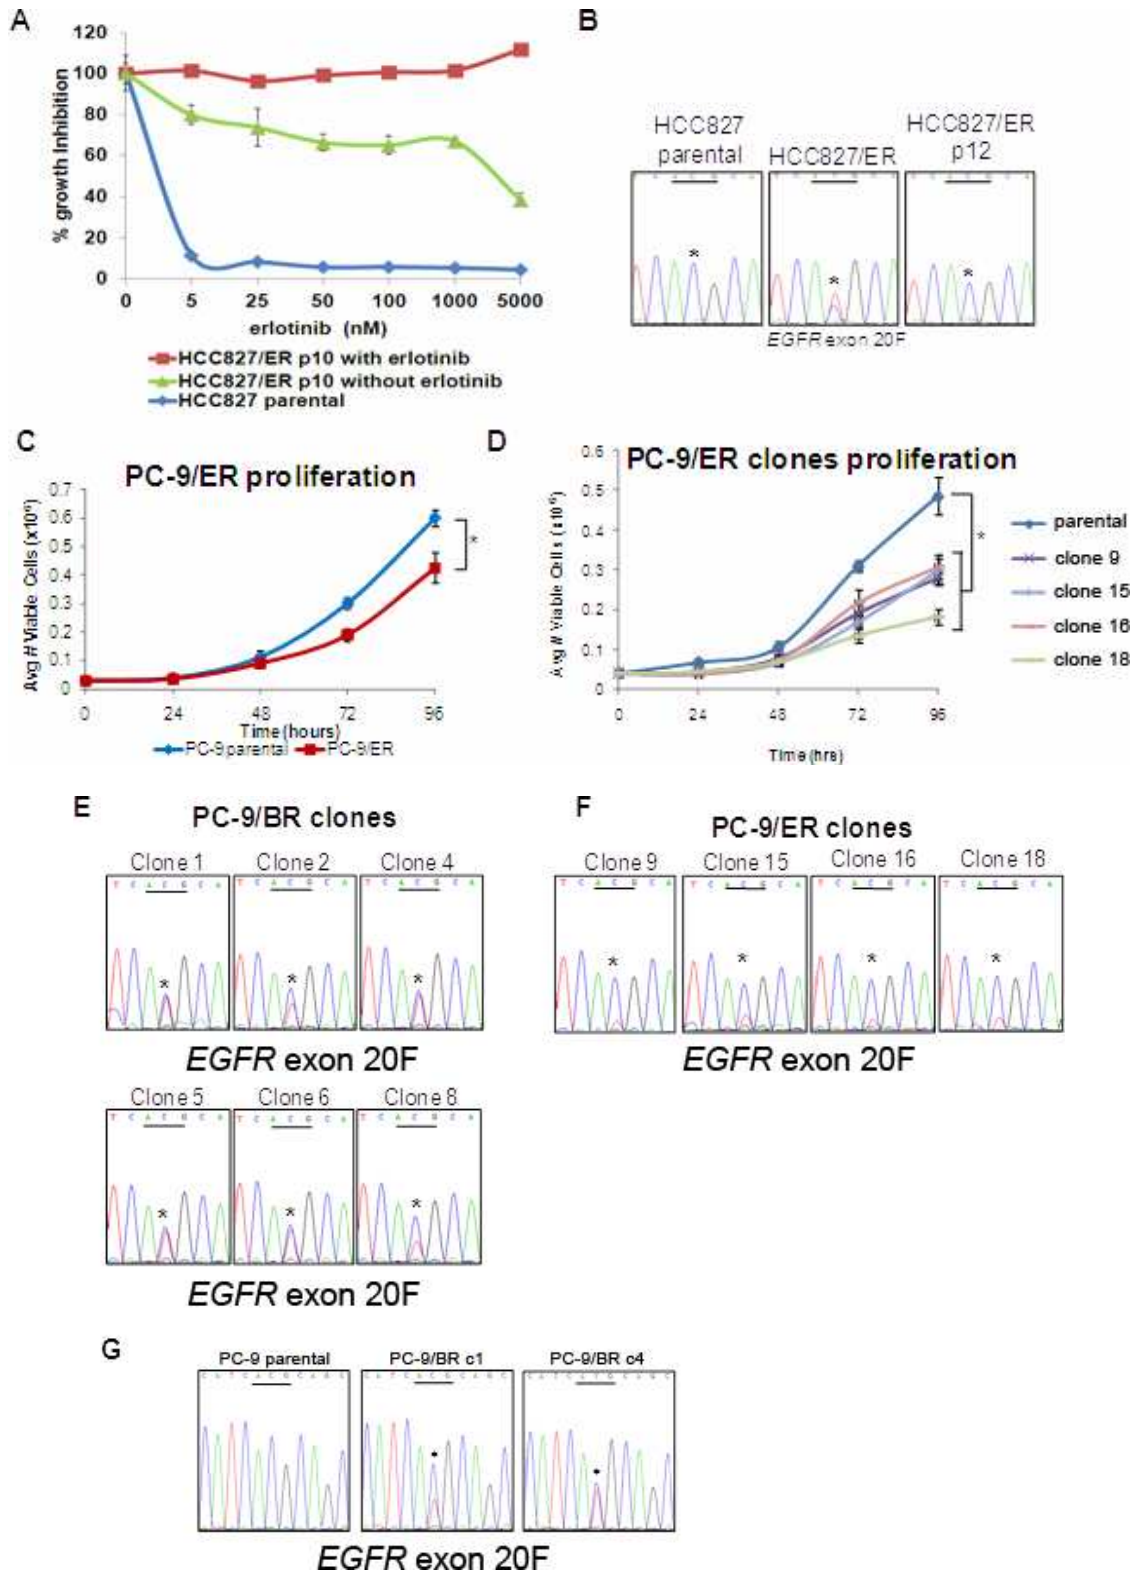 A
120
100
80
60
40
20
0
% growth Inhibition
0 5 25 50 100 1000 5000
erlotinib (nM)
HCC827/ER p10 with erlotinib
HCC827/ER p10 without erlotinib
HCC827 parental
B
HCC827 parental
HCC827/ER
HCC827/ER p12
* * *
EGFR exon 20F
C
PC-9/ER proliferation
0.7
0.6
0.5
0.4
0.3
0.2
0.1
0
Avg # Viable Cells
*
0 24 48 72 96
Time (hours)
PC-9 parental PC-9/ER
D
PC-9/ER clones proliferation
0.6
0.5
0.4
0.3
0.2
0.1
0
Avg # Viable Cells
*
0 24 48 72 96
Time (hrs)
parental
clone 9
clone 15
clone 16
clone 18
E
PC-9/BR clones
Clone 1 Clone 2 Clone 4
T C A C G C A T C A C G C A T C A C G C A
* * *
EGFR exon 20F
Clone 5 Clone 6 Clone 8
T C A C G C A T C A C G C A T C A C G C A
* * *
EGFR exon 20F
F
PC-9/ER clones
Clone 9 Clone 15 Clone 16 Clone 18
T C A C G C A T C A C G C A T C A C G C A T C A C G C A
* * * *
EGFR exon 20F
G
PC-9 parental PC-9/BR c1 PC-9/BR c4
C A T C A C G C A G C C A T C A C G C A G C C A T C A T G C A G C
EGFR exon 20F